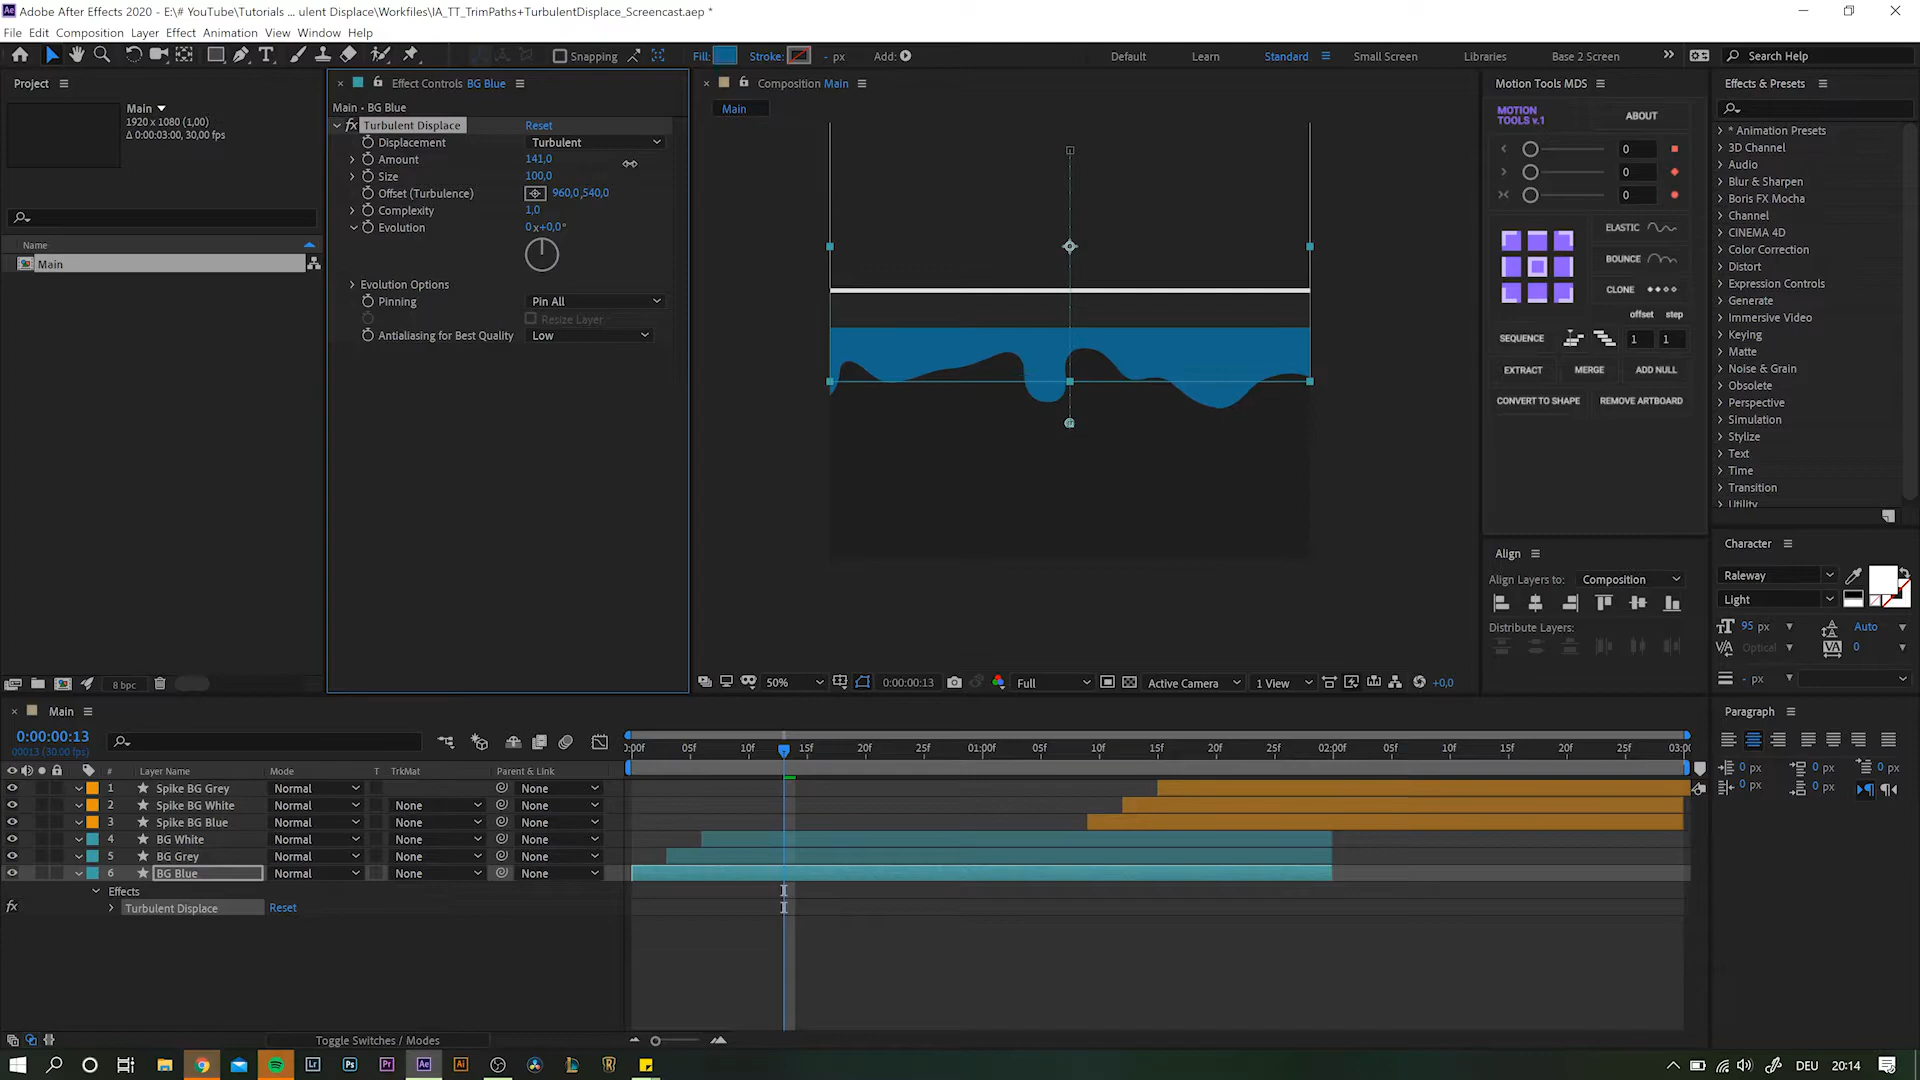 Adobe After Effects 2020 - E:\# YouTube\Tutorials ... ulent Displace\Workfiles\IA_TT_TrimPaths+TurbulentDisplace_Screencast.aep *
File Edit Composition Layer Effect Animation View Window Help
Snapping Fill: Stroke: - px Add: Default Learn Standard Small Screen Libraries Base 2 Screen Search Help
Project
Main
1920 x 1080 (1,00)
Δ 0:00:03:00, 30,00 fps
Name
Main
8 bpc
Effect Controls BG Blue
Main • BG Blue
fx Turbulent Displace Reset
Displacement Turbulent
Amount 141,0
Size 100,0
Offset (Turbulence) 960,0,540,0
Complexity 1,0
Evolution 0x+0,0°
Evolution Options
Pinning Pin All
Resize Layer
Antialiasing for Best Quality Low
Composition Main
Main
50% 0:00:00:13 Full Active Camera 1 View +0,0
Motion Tools MDS
MOTION
TOOLS v.1
ABOUT
0
0
0
ELASTIC
BOUNCE
CLONE
offset step
SEQUENCE 1 1
EXTRACT MERGE ADD NULL
CONVERT TO SHAPE REMOVE ARTBOARD
Align
Align Layers to: Composition
Distribute Layers:
Effects & Presets
* Animation Presets
3D Channel
Audio
Blur & Sharpen
Boris FX Mocha
Channel
CINEMA 4D
Color Correction
Distort
Expression Controls
Generate
Immersive Video
Keying
Matte
Noise & Grain
Obsolete
Perspective
Simulation
Stylize
Text
Time
Transition
Utility
Character
Raleway
Light
95 px Auto
Optical 0
- px
Paragraph
0 px 0 px 0 px
0 px 0 px
Main
0:00:00:13
00013 (30.00 fps)
:00f 05f 10f 15f 20f 25f 01:00f 05f 10f 15f 20f 25f 02:00f 05f 10f 15f 20f 25f 03:00
# Layer Name Mode T TrkMat Parent & Link
1 Spike BG Grey Normal None
2 Spike BG White Normal None None
3 Spike BG Blue Normal None None
4 BG White Normal None None
5 BG Grey Normal None None
6 BG Blue Normal None None
Effects
fx Turbulent Displace Reset
Toggle Switches / Modes
Lr Ps Pr Ae Ai DEU 20:14